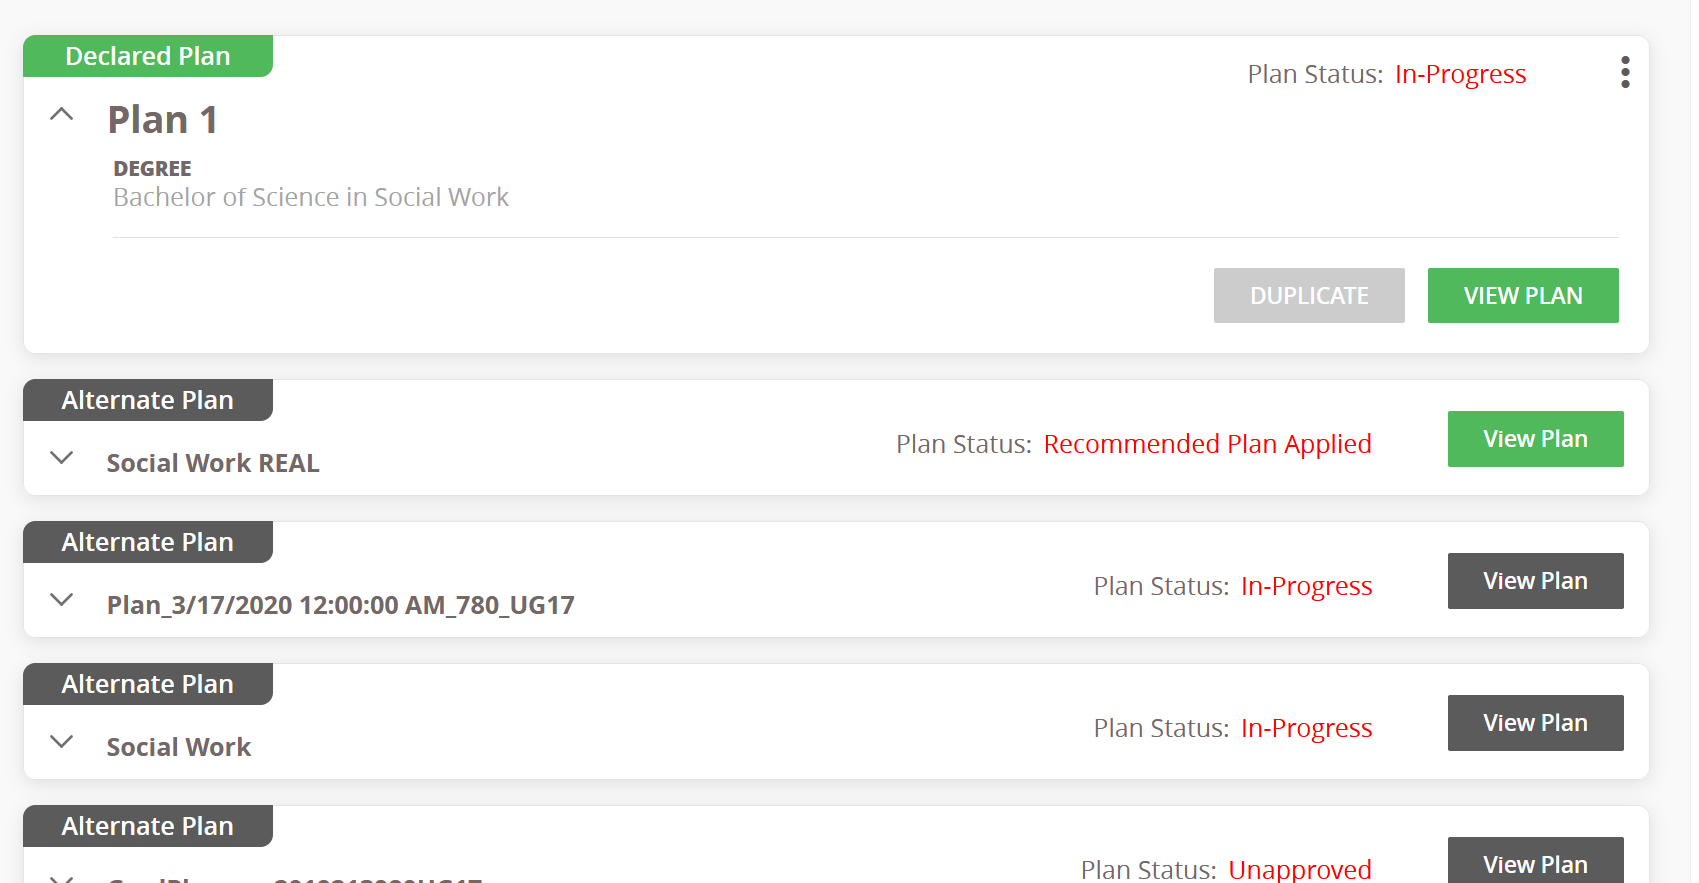 Declared Plan
Plan Status: In-Progress
Plan 1
DEGREE
Bachelor of Science in Social Work
DUPLICATE
VIEW PLAN
Alternate Plan
Social Work REAL
Plan Status: Recommended Plan Applied
View Plan
Alternate Plan
Plan_3/17/2020 12:00:00 AM_780_UG17
Plan Status: In-Progress
View Plan
Alternate Plan
Social Work
Plan Status: In-Progress
View Plan
Alternate Plan
Plan Status: Unapproved
View Plan